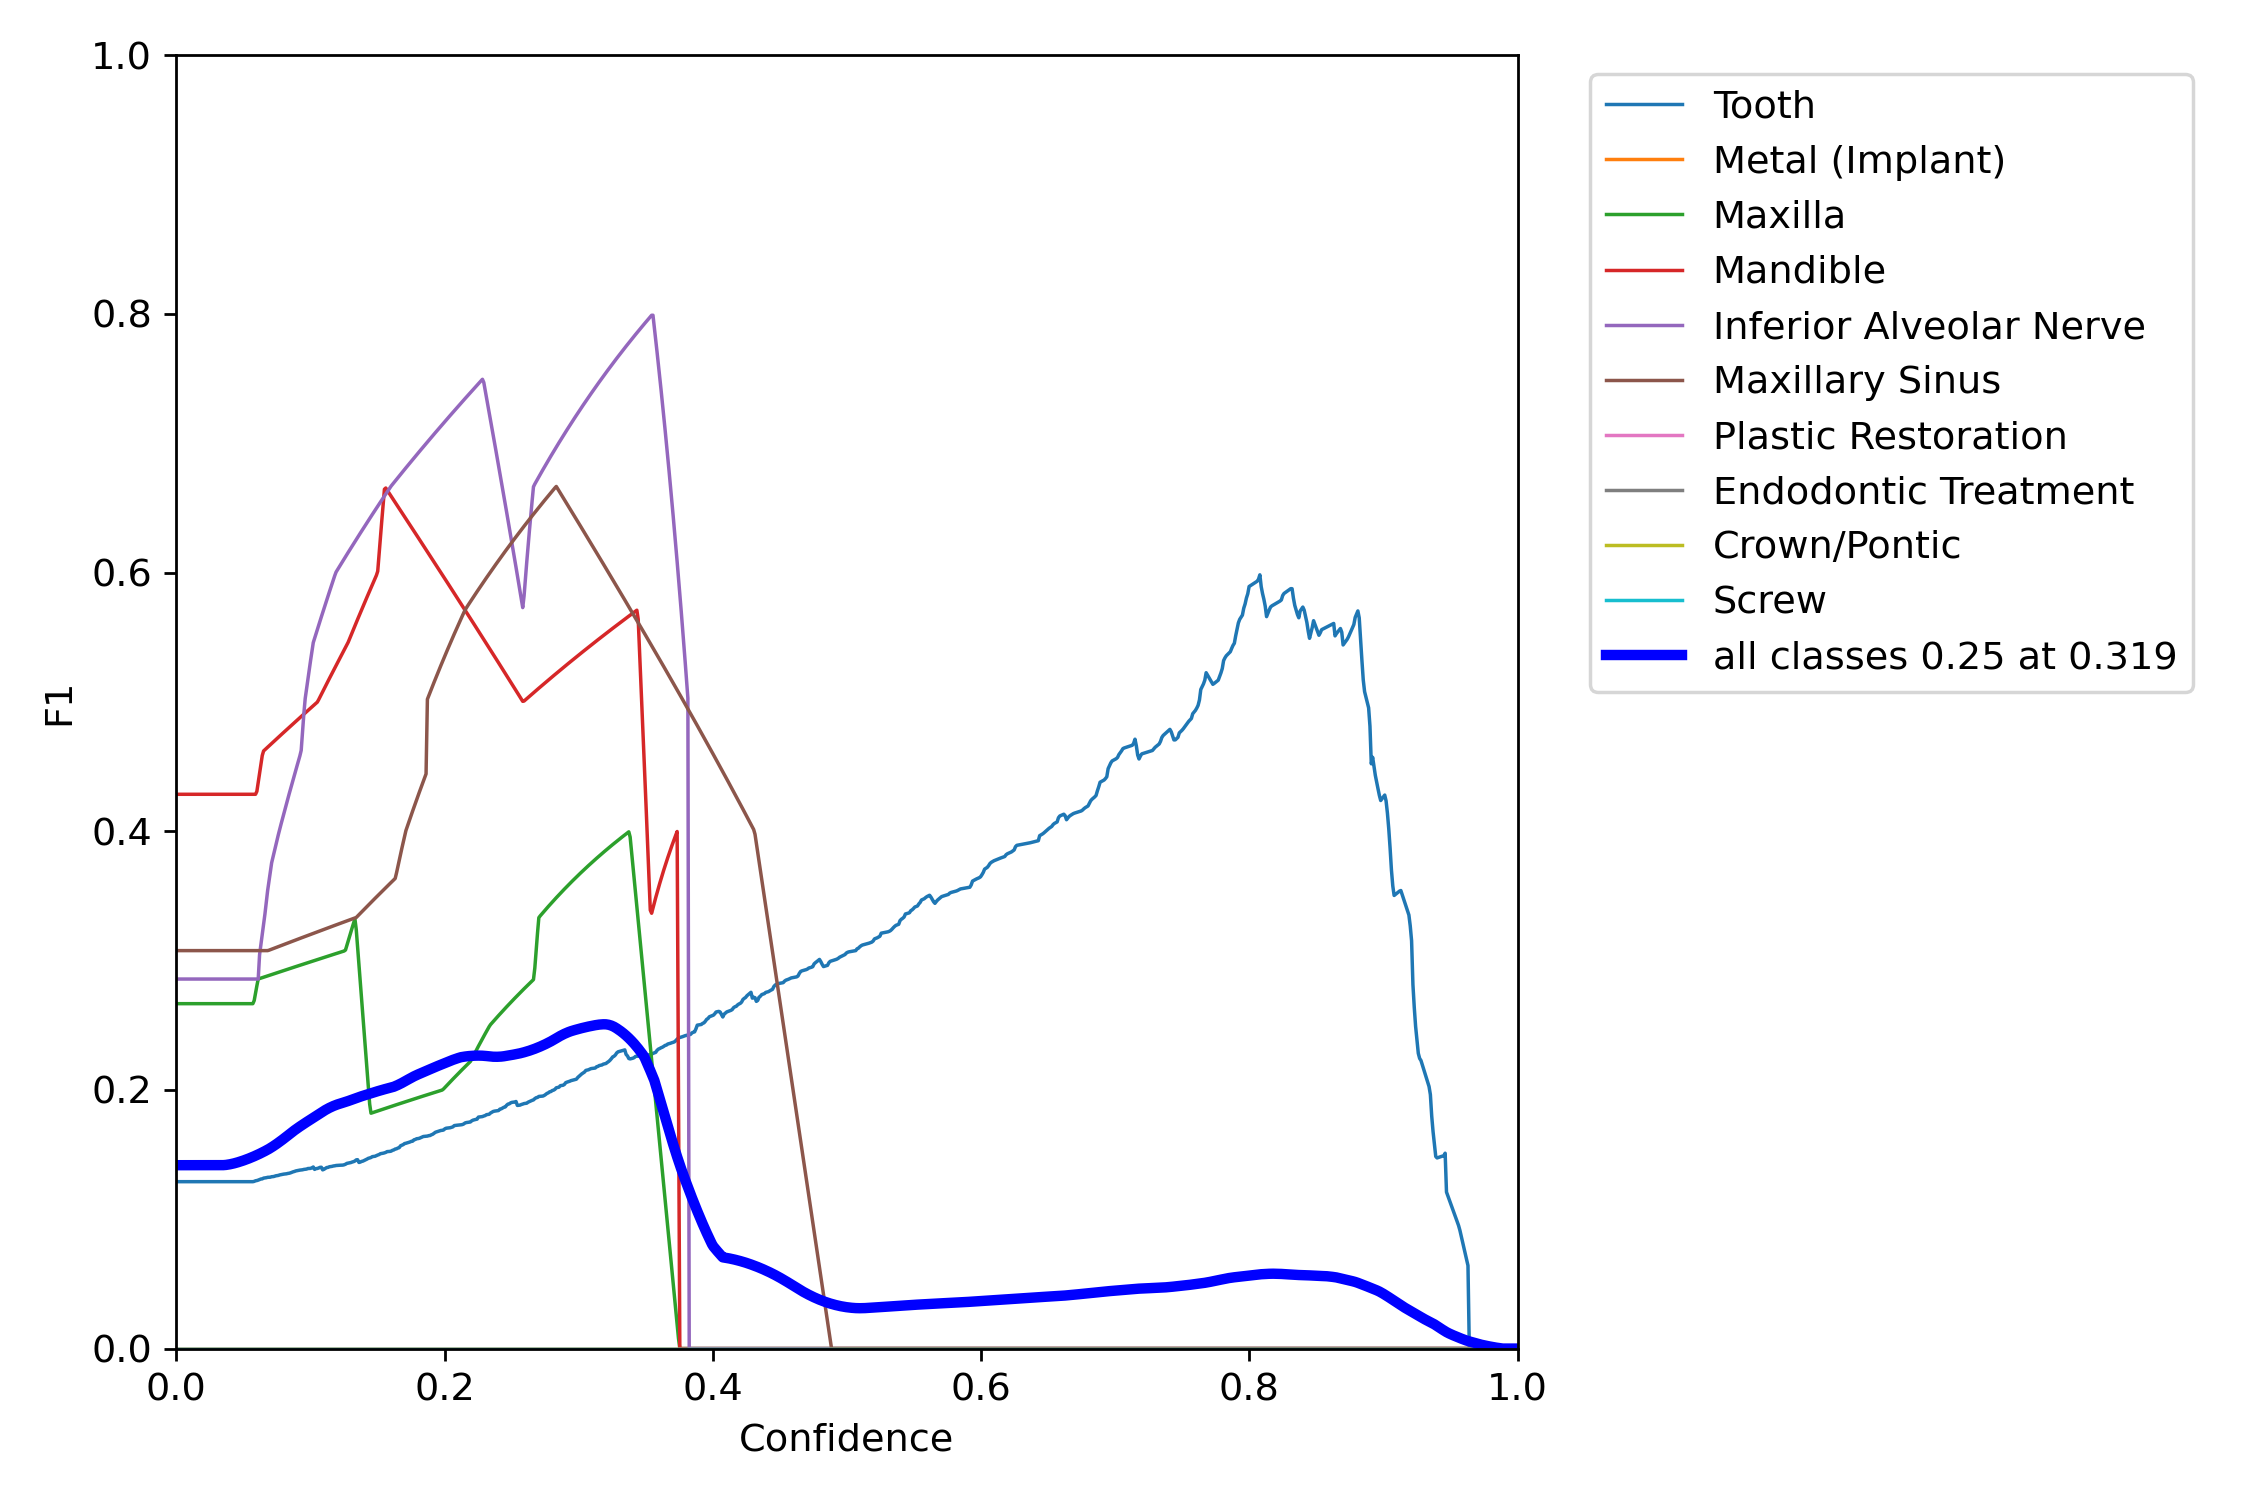 1.0
0.8
0.6
0.4
0.2
0.0
F1
0.0 0.2 0.4 0.6 0.8 1.0
Confidence
Tooth
Metal (Implant)
Maxilla
Mandible
Inferior Alveolar Nerve
Maxillary Sinus
Plastic Restoration
Endodontic Treatment
Crown/Pontic
Screw
all classes 0.25 at 0.319